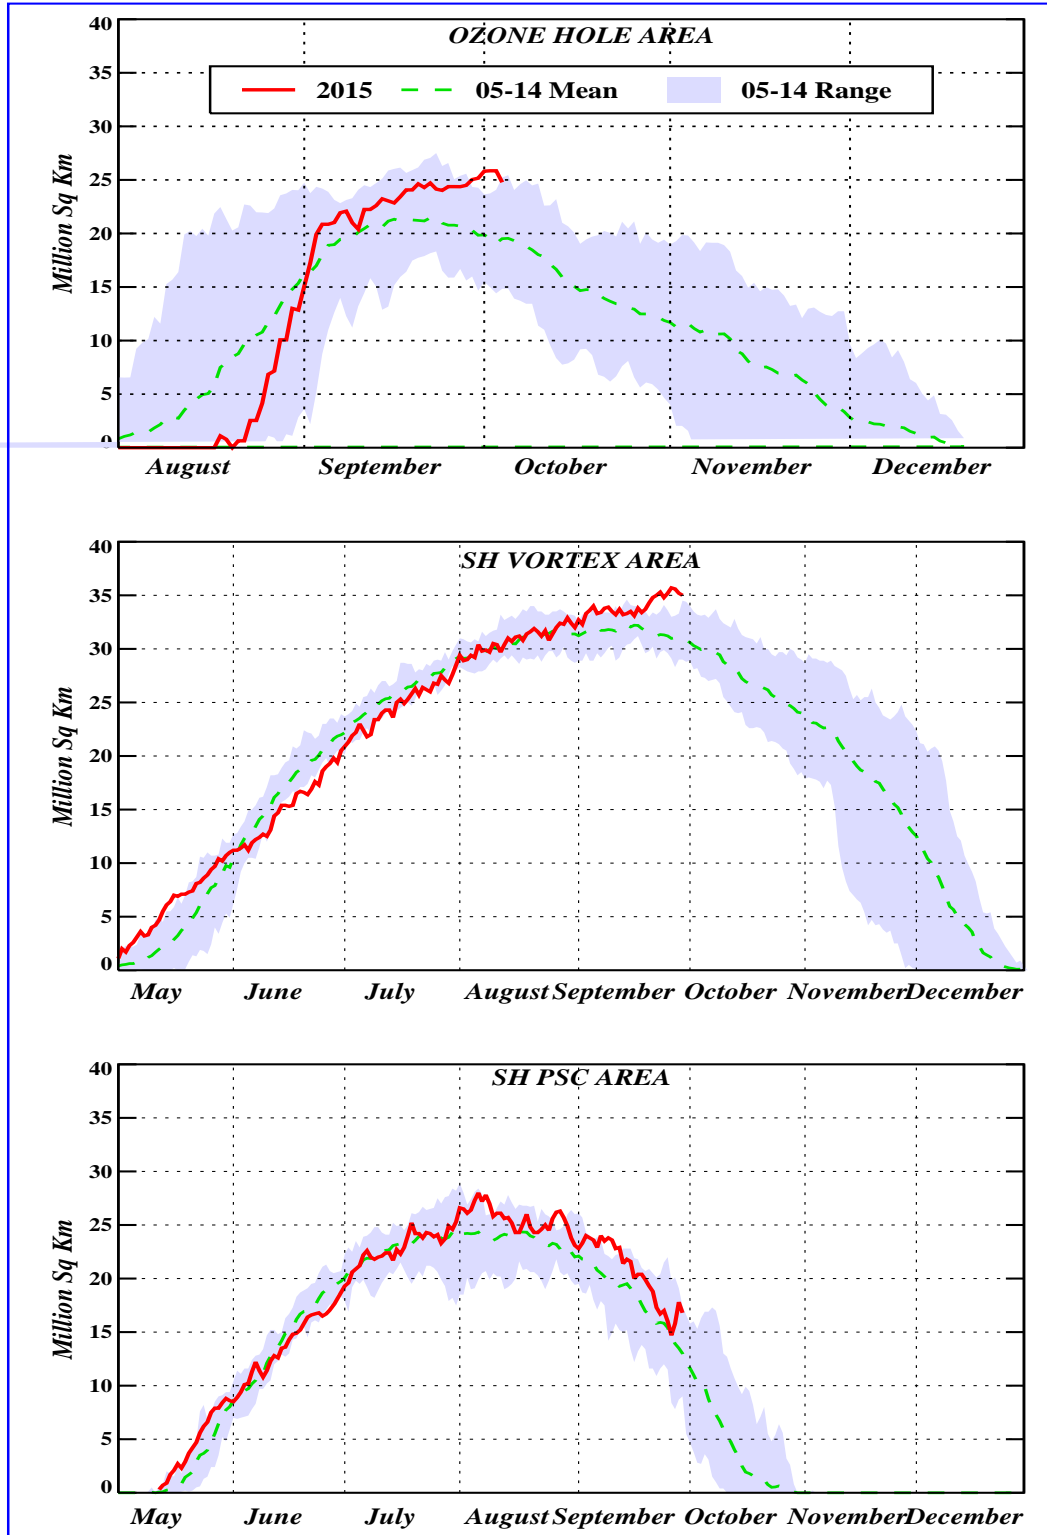 OZONE HOLE AREA
2015 05-14 Mean 05-14 Range
Million Sq Km
40
35
30
25
20
15
10
5
0
August September October November December
SH VORTEX AREA
Million Sq Km
40
35
30
25
20
15
10
5
0
May June July August September October November December
SH PSC AREA
Million Sq Km
40
35
30
25
20
15
10
5
0
May June July August September October November December